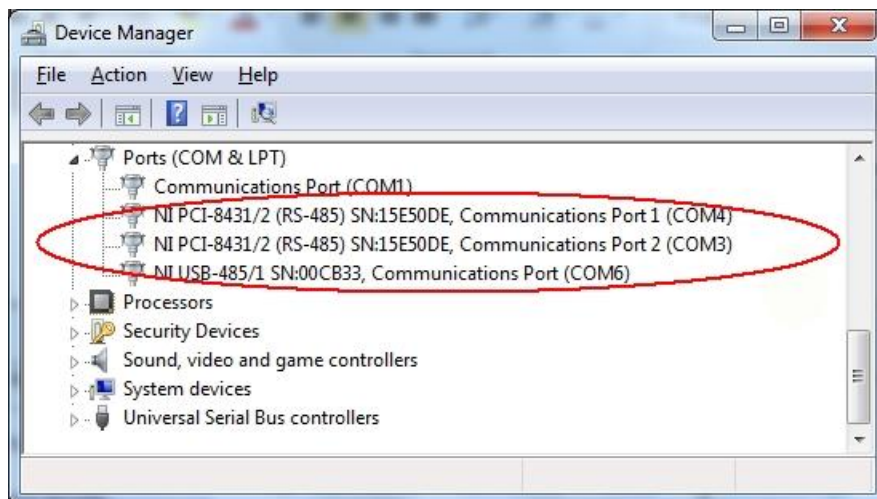 Device Manager
File Action View Help
Ports (COM & LPT)
Communications Port (COM1)
NI PCI-8431/2 (RS-485) SN:15E50DE, Communications Port 1 (COM4)
NI PCI-8431/2 (RS-485) SN:15E50DE, Communications Port 2 (COM3)
NI USB-485/1 SN:00CB33, Communications Port (COM6)
Processors
Security Devices
Sound, video and game controllers
System devices
Universal Serial Bus controllers